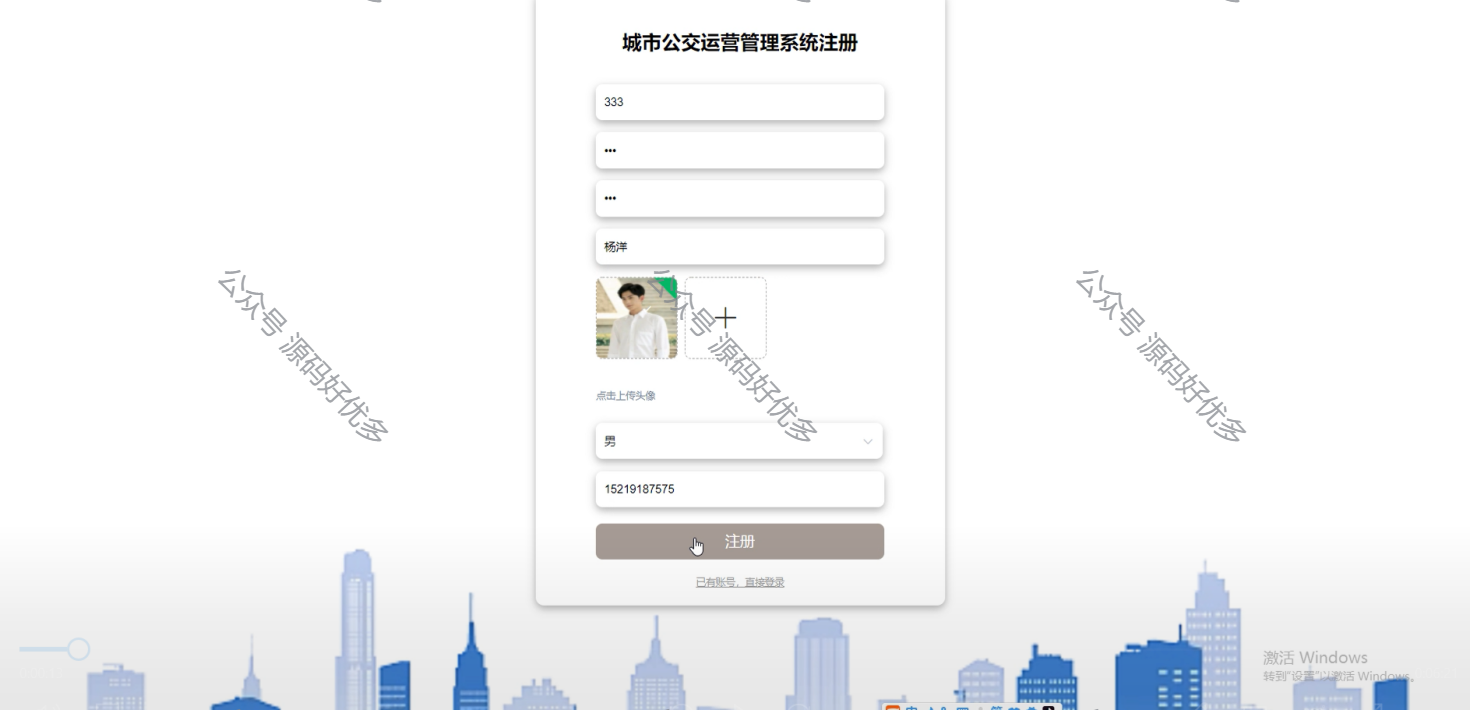 城市公交运营管理系统注册
333
•••
•••
杨洋
点击上传头像
男
15219187575
注册
已有账号，直接登录
公众号 源码好优多
公众号 源码好优多
公众号 源码好优多
激活 Windows
转到"设置"以激活 Windows。